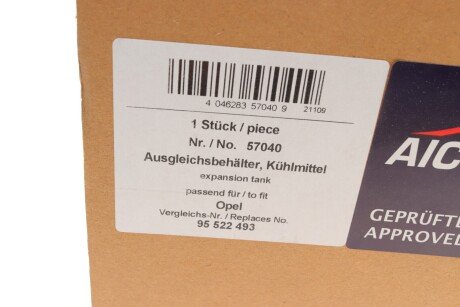 4 046283 57040 9 21109
1 Stück / piece
Nr. / No. 57040
Ausgleichsbehälter, Kühlmittel
expansion tank
passend für / to fit
Opel
Vergleichs-Nr. / Replaces No.
95 522 493
AIC
GEPRÜFTE
APPROVED